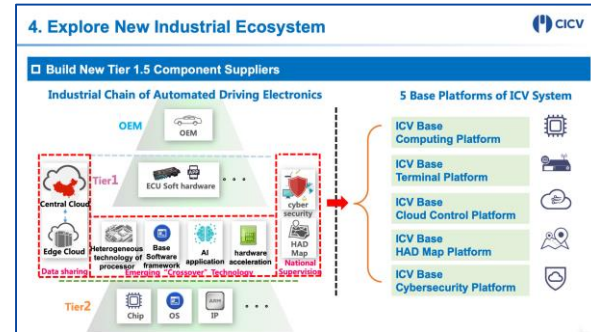 4. Explore New Industrial Ecosystem
CICV
Build New Tier 1.5 Component Suppliers
Industrial Chain of Automated Driving Electronics
5 Base Platforms of ICV System
OEM
OEM
Tier1
ECU Soft hardware
Central Cloud
Edge Cloud
Data sharing
Heterogeneous
technology of
processor
Base
Software
framework
AI
application
hardware
acceleration
Emerging "Crossover" Technology
cyber
security
HAD
Map
National
Supervision
Tier2
Chip
OS
IP
ICV Base
Computing Platform
ICV Base
Terminal Platform
ICV Base
Cloud Control Platform
ICV Base
HAD Map Platform
ICV Base
Cybersecurity Platform